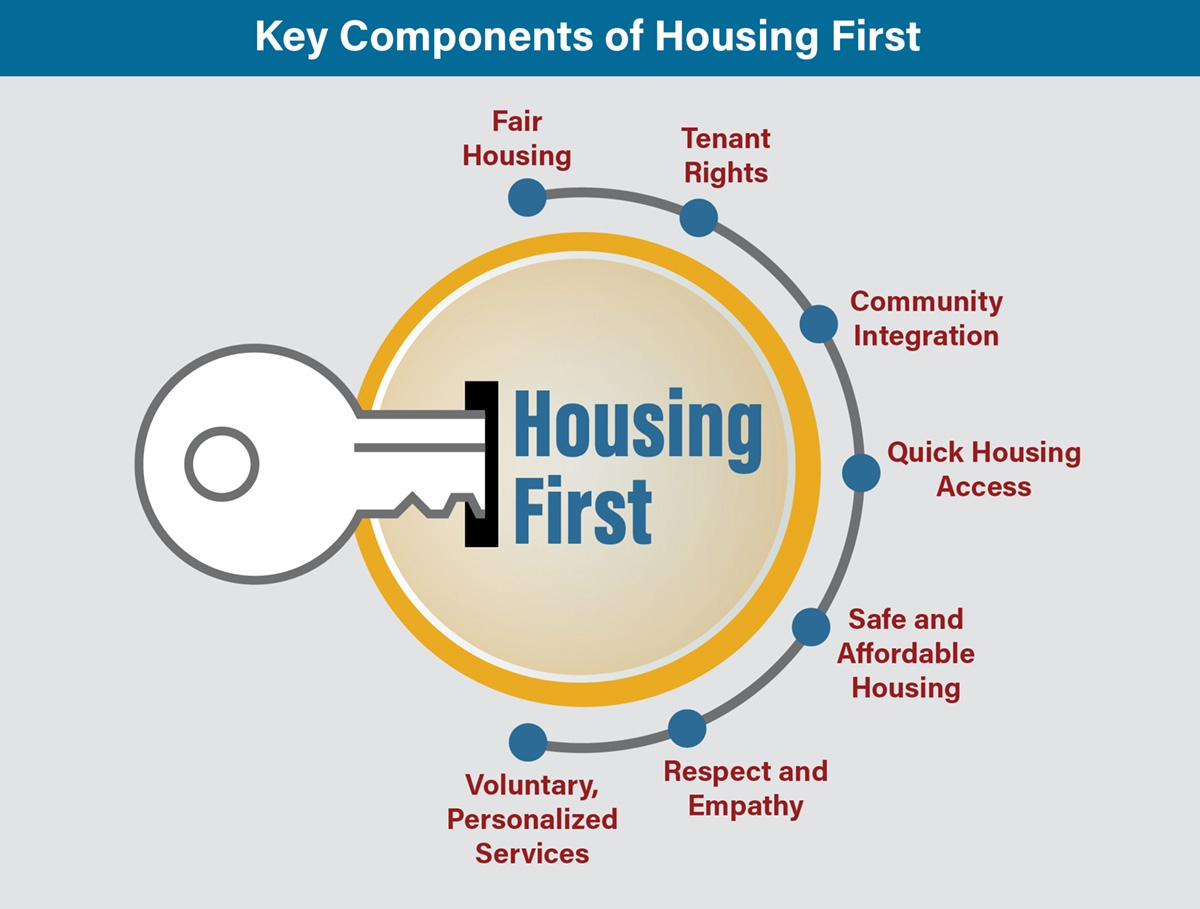 Key Components of Housing First
Fair
Housing
Tenant
Rights
Community
Integration
Quick Housing
Access
Safe and
Affordable
Housing
Respect and
Empathy
Voluntary,
Personalized
Services
Housing
First